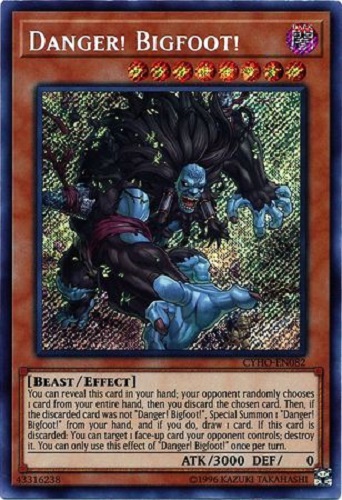 DANGER! BIGFOOT!
CYHO-EN082
[BEAST/EFFECT]
You can reveal this card in your hand; your opponent randomly chooses
1 card from your entire hand, then you discard the chosen card. Then, if
the discarded card was not "Danger! Bigfoot!", Special Summon 1 "Danger!
Bigfoot!" from your hand, and if you do, draw 1 card. If this card is
discarded: You can target 1 face-up card your opponent controls; destroy
it. You can only use this effect of "Danger! Bigfoot!" once per turn.
ATK/3000 DEF/ 0
43316238
©1996 KAZUKI TAKAHASHI